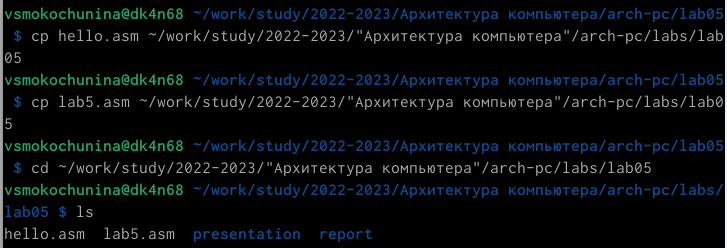 vsmokochunina@dk4n68 ~/work/study/2022-2023/Архитектура компьютера/arch-pc/lab05
$ cp hello.asm ~/work/study/2022-2023/"Архитектура компьютера"/arch-pc/labs/lab
05
vsmokochunina@dk4n68 ~/work/study/2022-2023/Архитектура компьютера/arch-pc/lab05
$ cp lab5.asm ~/work/study/2022-2023/"Архитектура компьютера"/arch-pc/labs/lab0
5
vsmokochunina@dk4n68 ~/work/study/2022-2023/Архитектура компьютера/arch-pc/lab05
$ cd ~/work/study/2022-2023/"Архитектура компьютера"/arch-pc/labs/lab05
vsmokochunina@dk4n68 ~/work/study/2022-2023/Архитектура компьютера/arch-pc/labs/
lab05 $ ls
hello.asm  lab5.asm  presentation  report